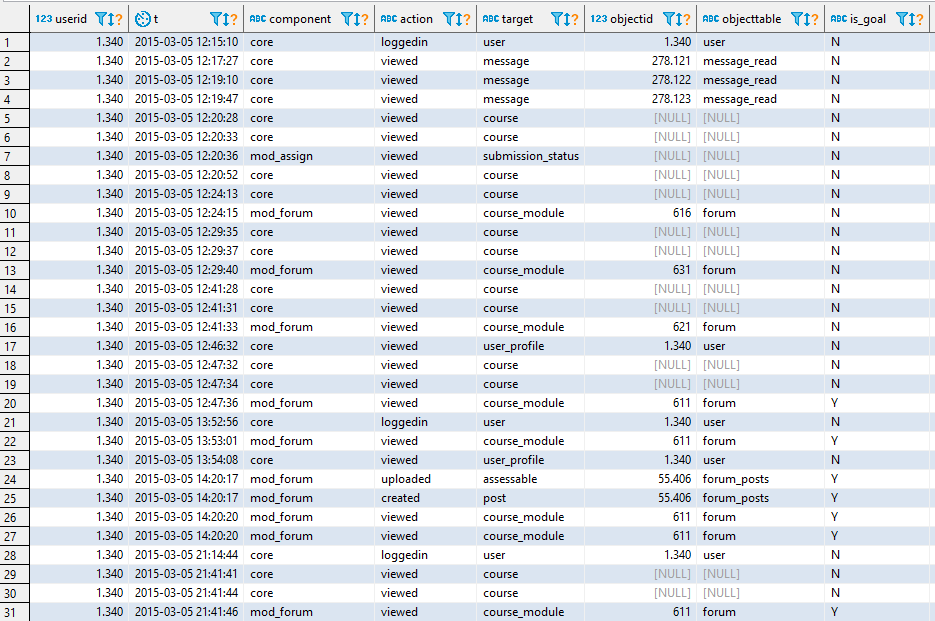 123 userid t ABC component ABC action ABC target 123 objectid ABC objecttable ABC is_goal
1 1.340 2015-03-05 12:15:10 core loggedin user 1.340 user N
2 1.340 2015-03-05 12:17:27 core viewed message 278.121 message_read N
3 1.340 2015-03-05 12:19:10 core viewed message 278.122 message_read N
4 1.340 2015-03-05 12:19:47 core viewed message 278.123 message_read N
5 1.340 2015-03-05 12:20:28 core viewed course [NULL] [NULL] N
6 1.340 2015-03-05 12:20:33 core viewed course [NULL] [NULL] N
7 1.340 2015-03-05 12:20:36 mod_assign viewed submission_status [NULL] [NULL] N
8 1.340 2015-03-05 12:20:52 core viewed course [NULL] [NULL] N
9 1.340 2015-03-05 12:24:13 core viewed course [NULL] [NULL] N
10 1.340 2015-03-05 12:24:15 mod_forum viewed course_module 616 forum N
11 1.340 2015-03-05 12:29:35 core viewed course [NULL] [NULL] N
12 1.340 2015-03-05 12:29:37 core viewed course [NULL] [NULL] N
13 1.340 2015-03-05 12:29:40 mod_forum viewed course_module 631 forum N
14 1.340 2015-03-05 12:41:28 core viewed course [NULL] [NULL] N
15 1.340 2015-03-05 12:41:31 core viewed course [NULL] [NULL] N
16 1.340 2015-03-05 12:41:33 mod_forum viewed course_module 621 forum N
17 1.340 2015-03-05 12:46:32 core viewed user_profile 1.340 user N
18 1.340 2015-03-05 12:47:32 core viewed course [NULL] [NULL] N
19 1.340 2015-03-05 12:47:34 core viewed course [NULL] [NULL] N
20 1.340 2015-03-05 12:47:36 mod_forum viewed course_module 611 forum Y
21 1.340 2015-03-05 13:52:56 core loggedin user 1.340 user N
22 1.340 2015-03-05 13:53:01 mod_forum viewed course_module 611 forum Y
23 1.340 2015-03-05 13:54:08 core viewed user_profile 1.340 user N
24 1.340 2015-03-05 14:20:17 mod_forum uploaded assessable 55.406 forum_posts Y
25 1.340 2015-03-05 14:20:17 mod_forum created post 55.406 forum_posts Y
26 1.340 2015-03-05 14:20:20 mod_forum viewed course_module 611 forum Y
27 1.340 2015-03-05 14:20:20 mod_forum viewed course_module 611 forum Y
28 1.340 2015-03-05 21:14:44 core loggedin user 1.340 user N
29 1.340 2015-03-05 21:41:41 core viewed course [NULL] [NULL] N
30 1.340 2015-03-05 21:41:44 core viewed course [NULL] [NULL] N
31 1.340 2015-03-05 21:41:46 mod_forum viewed course_module 611 forum Y